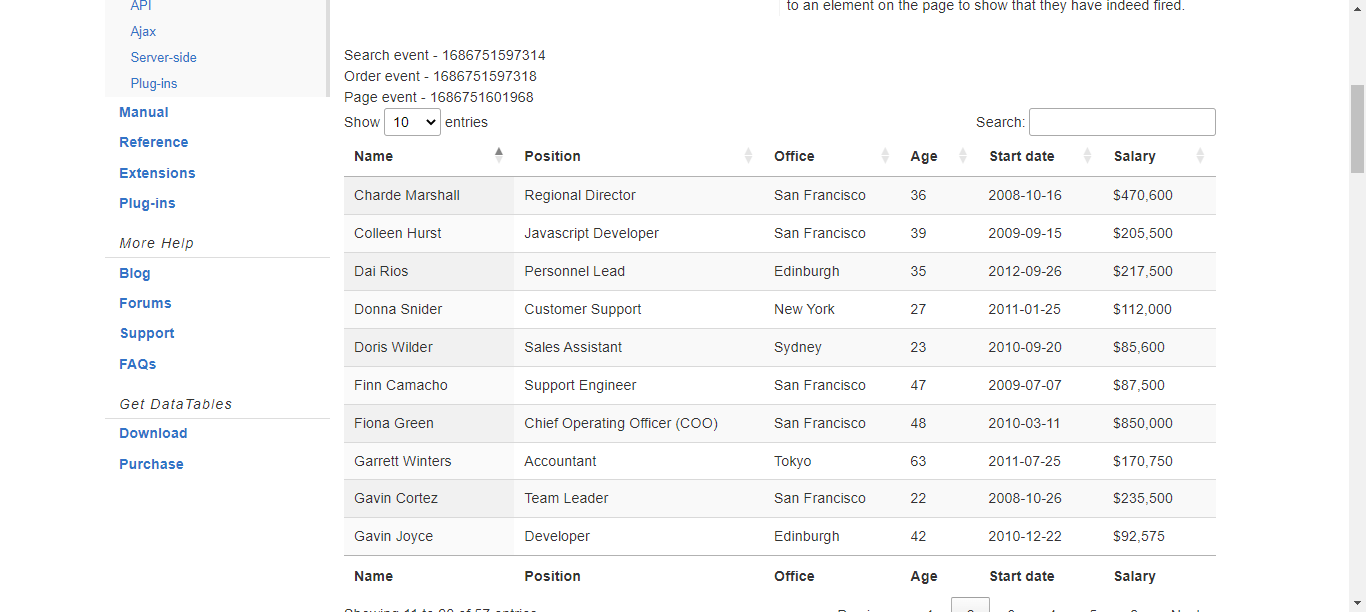 API
to an element on the page to show that they have indeed fired.
Ajax
Server-side
Plug-ins
Manual
Reference
Extensions
Plug-ins
More Help
Blog
Forums
Support
FAQs
Get DataTables
Download
Purchase
Search event - 1686751597314
Order event - 1686751597318
Page event - 1686751601968
Show 10 entries Search:
Name Position Office Age Start date Salary
Charde Marshall Regional Director San Francisco 36 2008-10-16 $470,600
Colleen Hurst Javascript Developer San Francisco 39 2009-09-15 $205,500
Dai Rios Personnel Lead Edinburgh 35 2012-09-26 $217,500
Donna Snider Customer Support New York 27 2011-01-25 $112,000
Doris Wilder Sales Assistant Sydney 23 2010-09-20 $85,600
Finn Camacho Support Engineer San Francisco 47 2009-07-07 $87,500
Fiona Green Chief Operating Officer (COO) San Francisco 48 2010-03-11 $850,000
Garrett Winters Accountant Tokyo 63 2011-07-25 $170,750
Gavin Cortez Team Leader San Francisco 22 2008-10-26 $235,500
Gavin Joyce Developer Edinburgh 42 2010-12-22 $92,575
Name Position Office Age Start date Salary